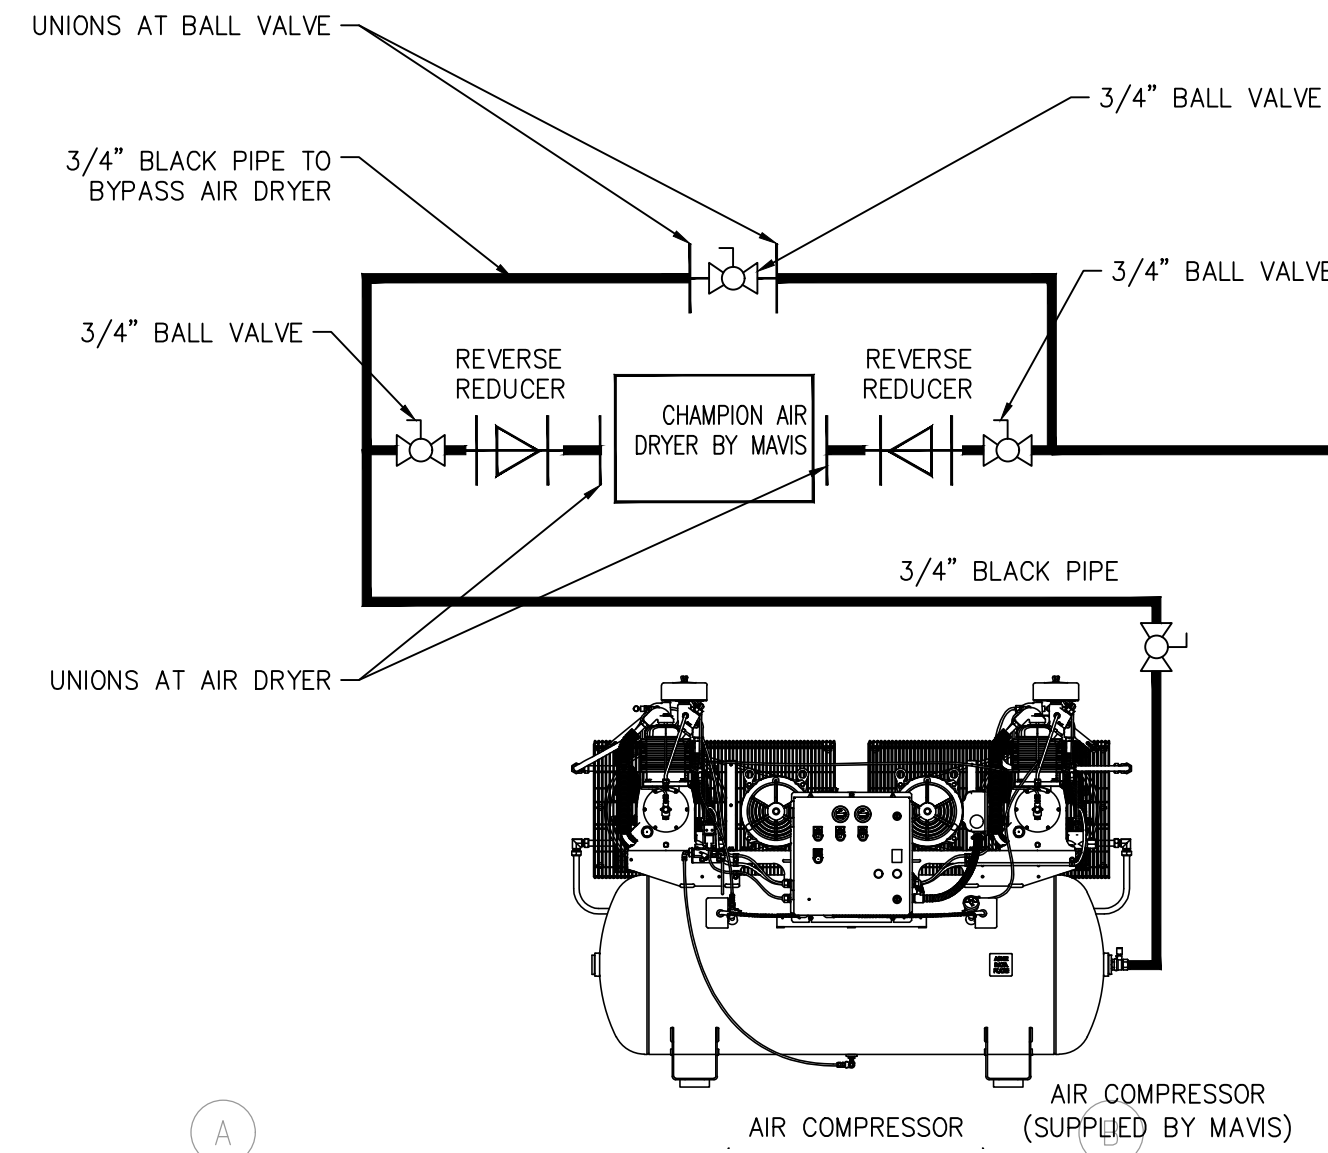 UNIONS AT BALL VALVE
3/4” BALL VALVE
3/4” BLACK PIPE TO
BYPASS AIR DRYER
3/4” BALL VALVE
3/4” BALL VALVE
REVERSE
REDUCER
REVERSE
REDUCER
CHAMPION AIR
DRYER BY MAVIS
3/4” BLACK PIPE
UNIONS AT AIR DRYER
AIR COMPRESSOR
(SUPPLIED BY MAVIS)
AIR COMPRESSOR
A
B